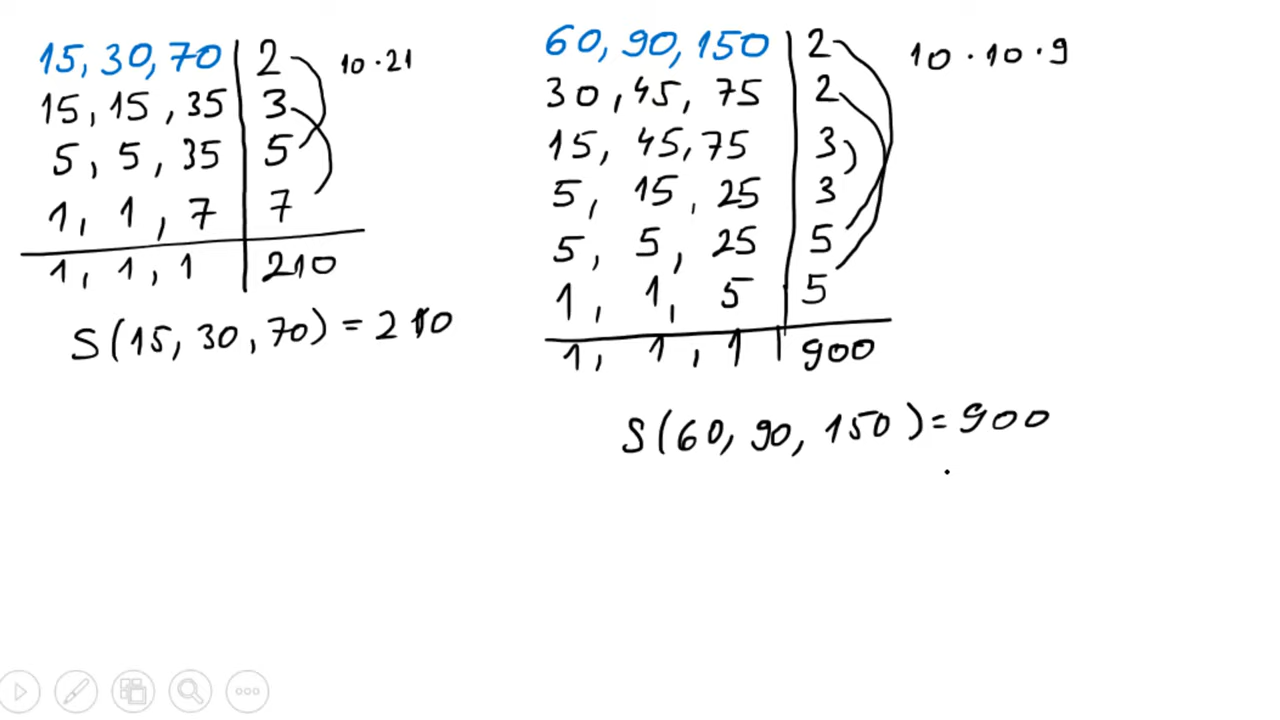 15, 30, 70 | 2
10 · 21
15, 15, 35 | 3
5, 5, 35 | 5
1, 1, 7 | 7
1, 1, 1 | 210
S(15, 30, 70) = 210
60, 90, 150 | 2
10 · 10 · 9
30, 45, 75 | 2
15, 45, 75 | 3
5, 15, 25 | 3
5, 5, 25 | 5
1, 1, 5 | 5
1, 1, 1 | 900
S(60, 90, 150) = 900